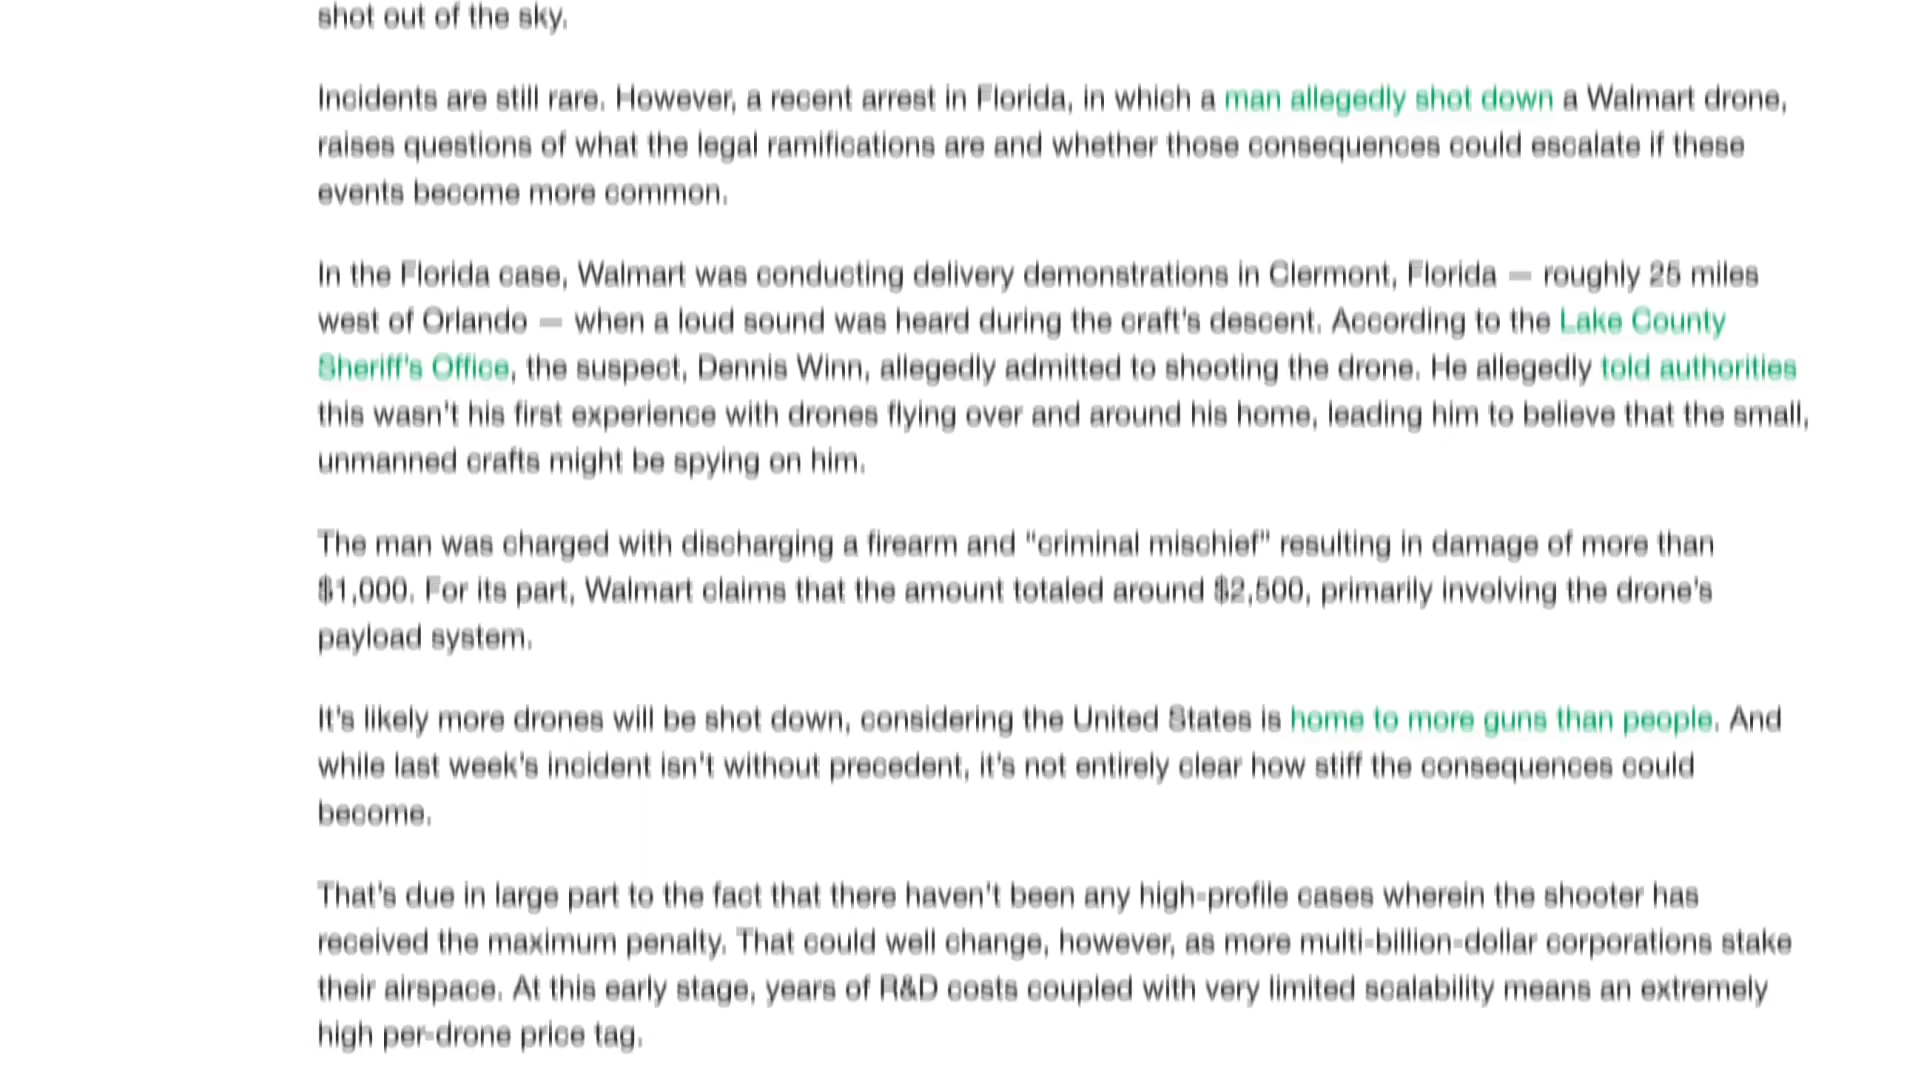 shot out of the sky.
Incidents are still rare. However, a recent arrest in Florida, in which a man allegedly shot down a Walmart drone,
raises questions of what the legal ramifications are and whether those consequences could escalate if these
events become more common.
In the Florida case, Walmart was conducting delivery demonstrations in Clermont, Florida — roughly 25 miles
west of Orlando — when a loud sound was heard during the craft's descent. According to the Lake County
Sheriff's Office, the suspect, Dennis Winn, allegedly admitted to shooting the drone. He allegedly told authorities
this wasn't his first experience with drones flying over and around his home, leading him to believe that the small,
unmanned crafts might be spying on him.
The man was charged with discharging a firearm and “criminal mischief” resulting in damage of more than
$1,000. For its part, Walmart claims that the amount totaled around $2,500, primarily involving the drone's
payload system.
It's likely more drones will be shot down, considering the United States is home to more guns than people. And
while last week's incident isn't without precedent, it's not entirely clear how stiff the consequences could
become.
That's due in large part to the fact that there haven't been any high-profile cases wherein the shooter has
received the maximum penalty. That could well change, however, as more multi-billion-dollar corporations stake
their airspace. At this early stage, years of R&D costs coupled with very limited scalability means an extremely
high per-drone price tag.